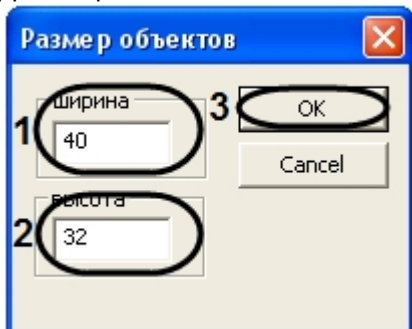 Размер объектов
ширина
1 40
3 OK
Cancel
высота
2 32